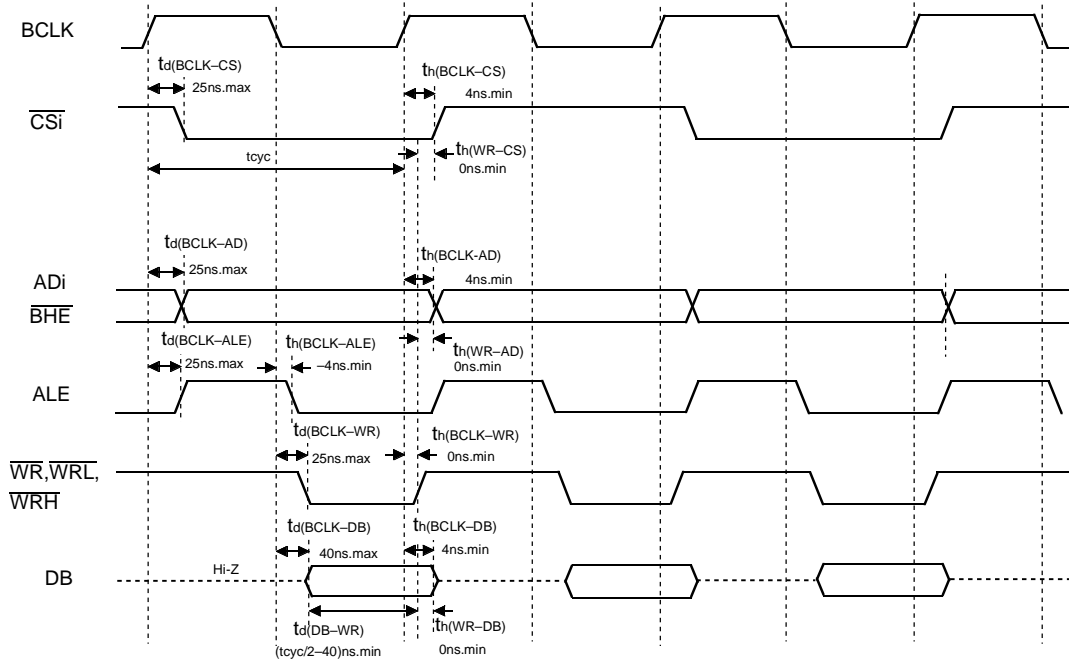 BCLK
td(BCLK–CS)
25ns.max
th(BCLK–CS)
4ns.min
CSi
tcyc
th(WR–CS)
0ns.min
td(BCLK–AD)
25ns.max
th(BCLK-AD)
4ns.min
ADi
BHE
td(BCLK–ALE)
25ns.max
th(BCLK–ALE)
–4ns.min
th(WR–AD)
0ns.min
ALE
td(BCLK–WR)
25ns.max
th(BCLK–WR)
0ns.min
WR,WRL,
WRH
td(BCLK–DB)
40ns.max
th(BCLK–DB)
4ns.min
DB
Hi-Z
td(DB–WR)
(tcyc/2–40)ns.min
th(WR–DB)
0ns.min